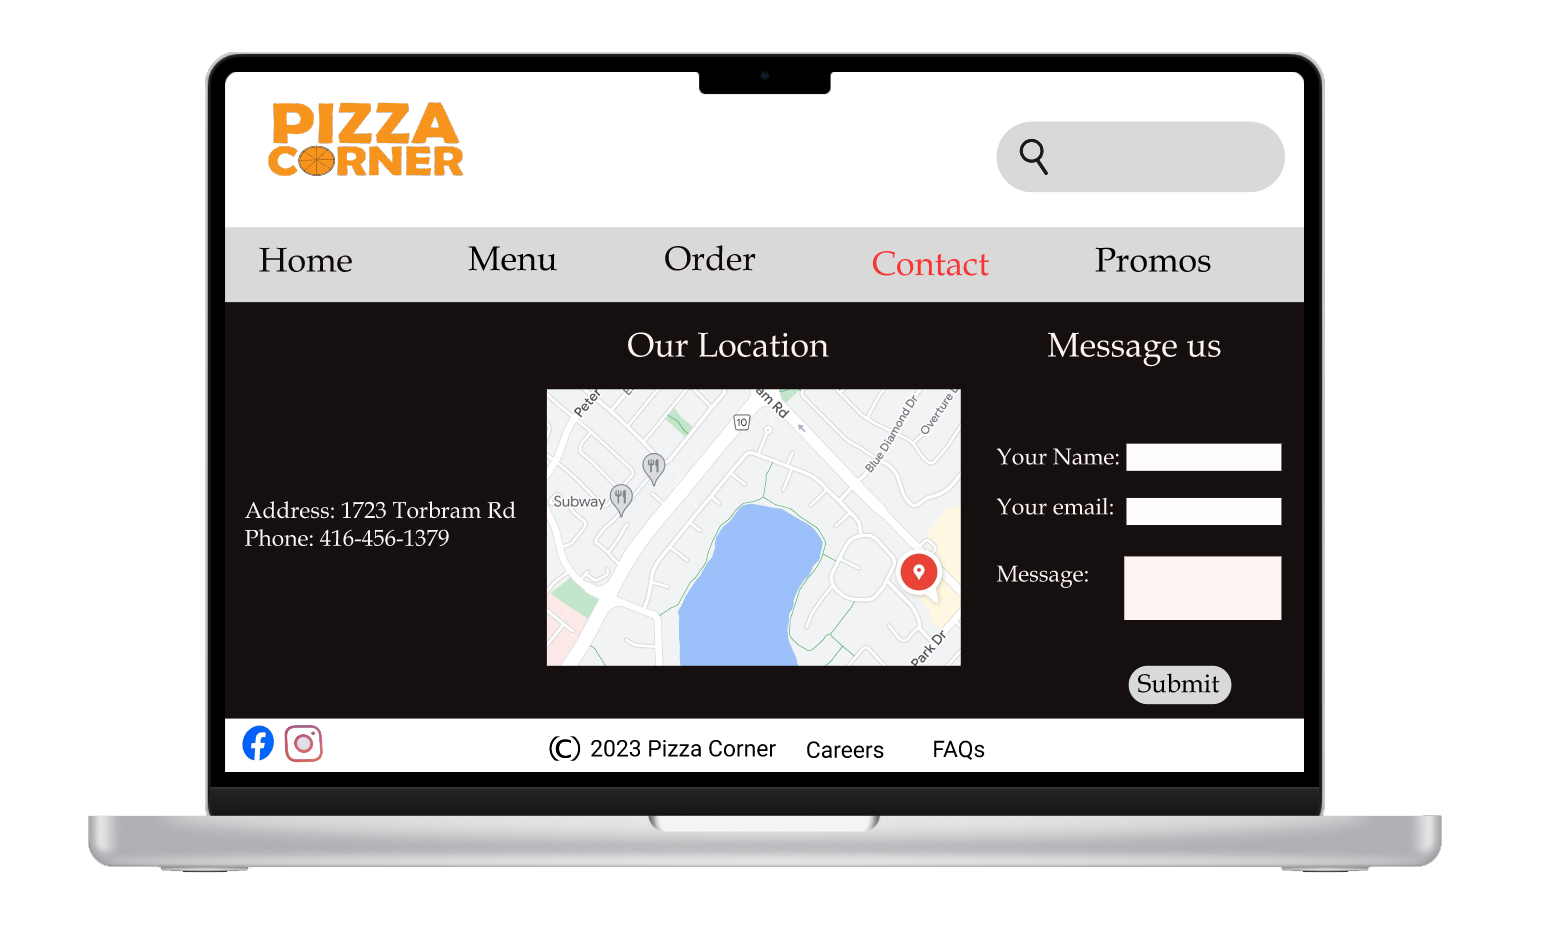 PIZZA
CORNER
Home Menu Order Contact Promos
Our Location
Message us
Address: 1723 Torbram Rd
Phone: 416-456-1379
Peter
am Rd
10
Blue Diamond Dr
Overture
Subway
Park Dr
Your Name:
Your email:
Message:
Submit
© 2023 Pizza Corner Careers FAQs